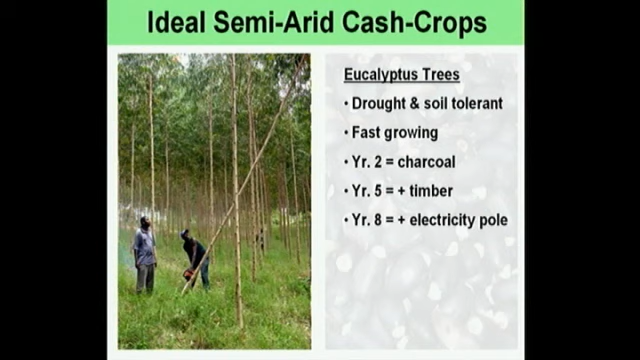 Ideal Semi-Arid Cash-Crops
Eucalyptus Trees
• Drought & soil tolerant
• Fast growing
• Yr. 2 = charcoal
• Yr. 5 = + timber
• Yr. 8 = + electricity pole